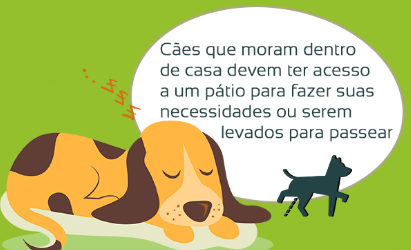 Cães que moram dentro
de casa devem ter acesso
a um pátio para fazer suas
necessidades ou serem
levados para passear
. . z z z